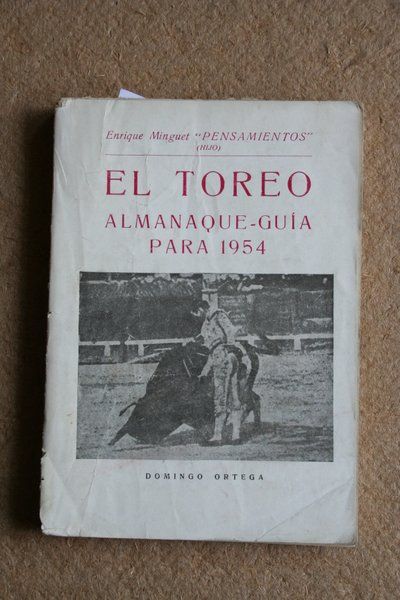 Enrique Minguet "PENSAMIENTOS"
(HIJO)
EL TOREO
ALMANAQUE-GUÍA
PARA 1954
DOMINGO ORTEGA